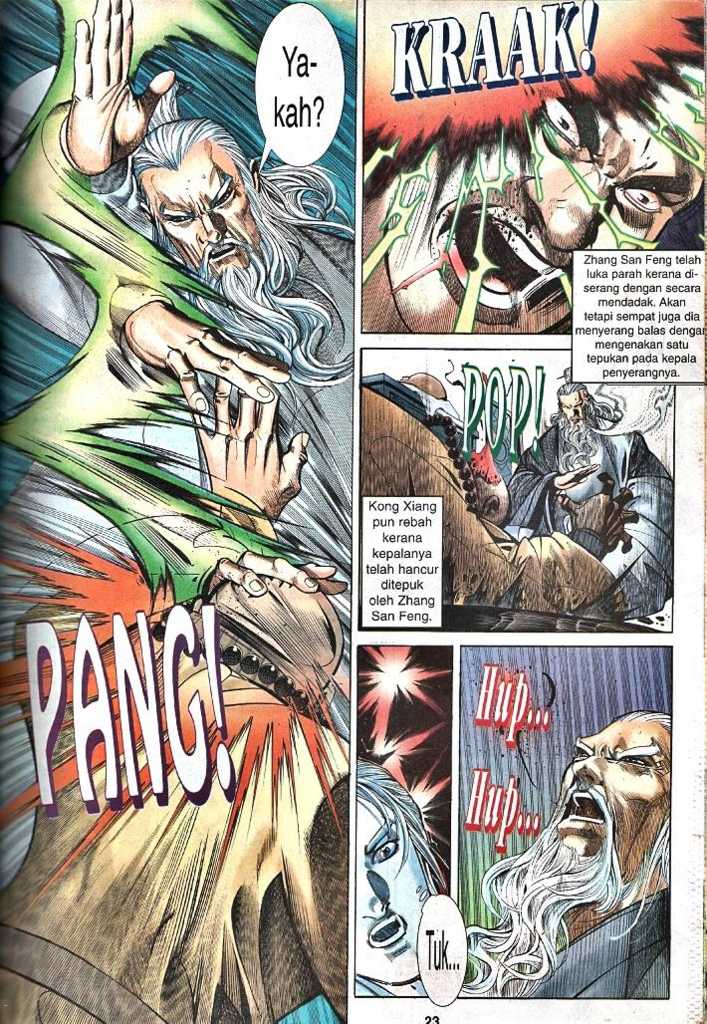 Ya-
kah?
PANG!
KRAAK!
Zhang San Feng telah
luka parah kerana di-
serang dengan secara
mendadak. Akan
tetapi sempat juga dia
menyerang balas dengan
mengenakan satu
tepukan pada kepala
penyerangnya.
POP!
Kong Xiang
pun rebah
kerana
kepalanya
telah hancur
ditepuk
oleh Zhang
San Feng.
Tuk...
Hup...
Hup...
23